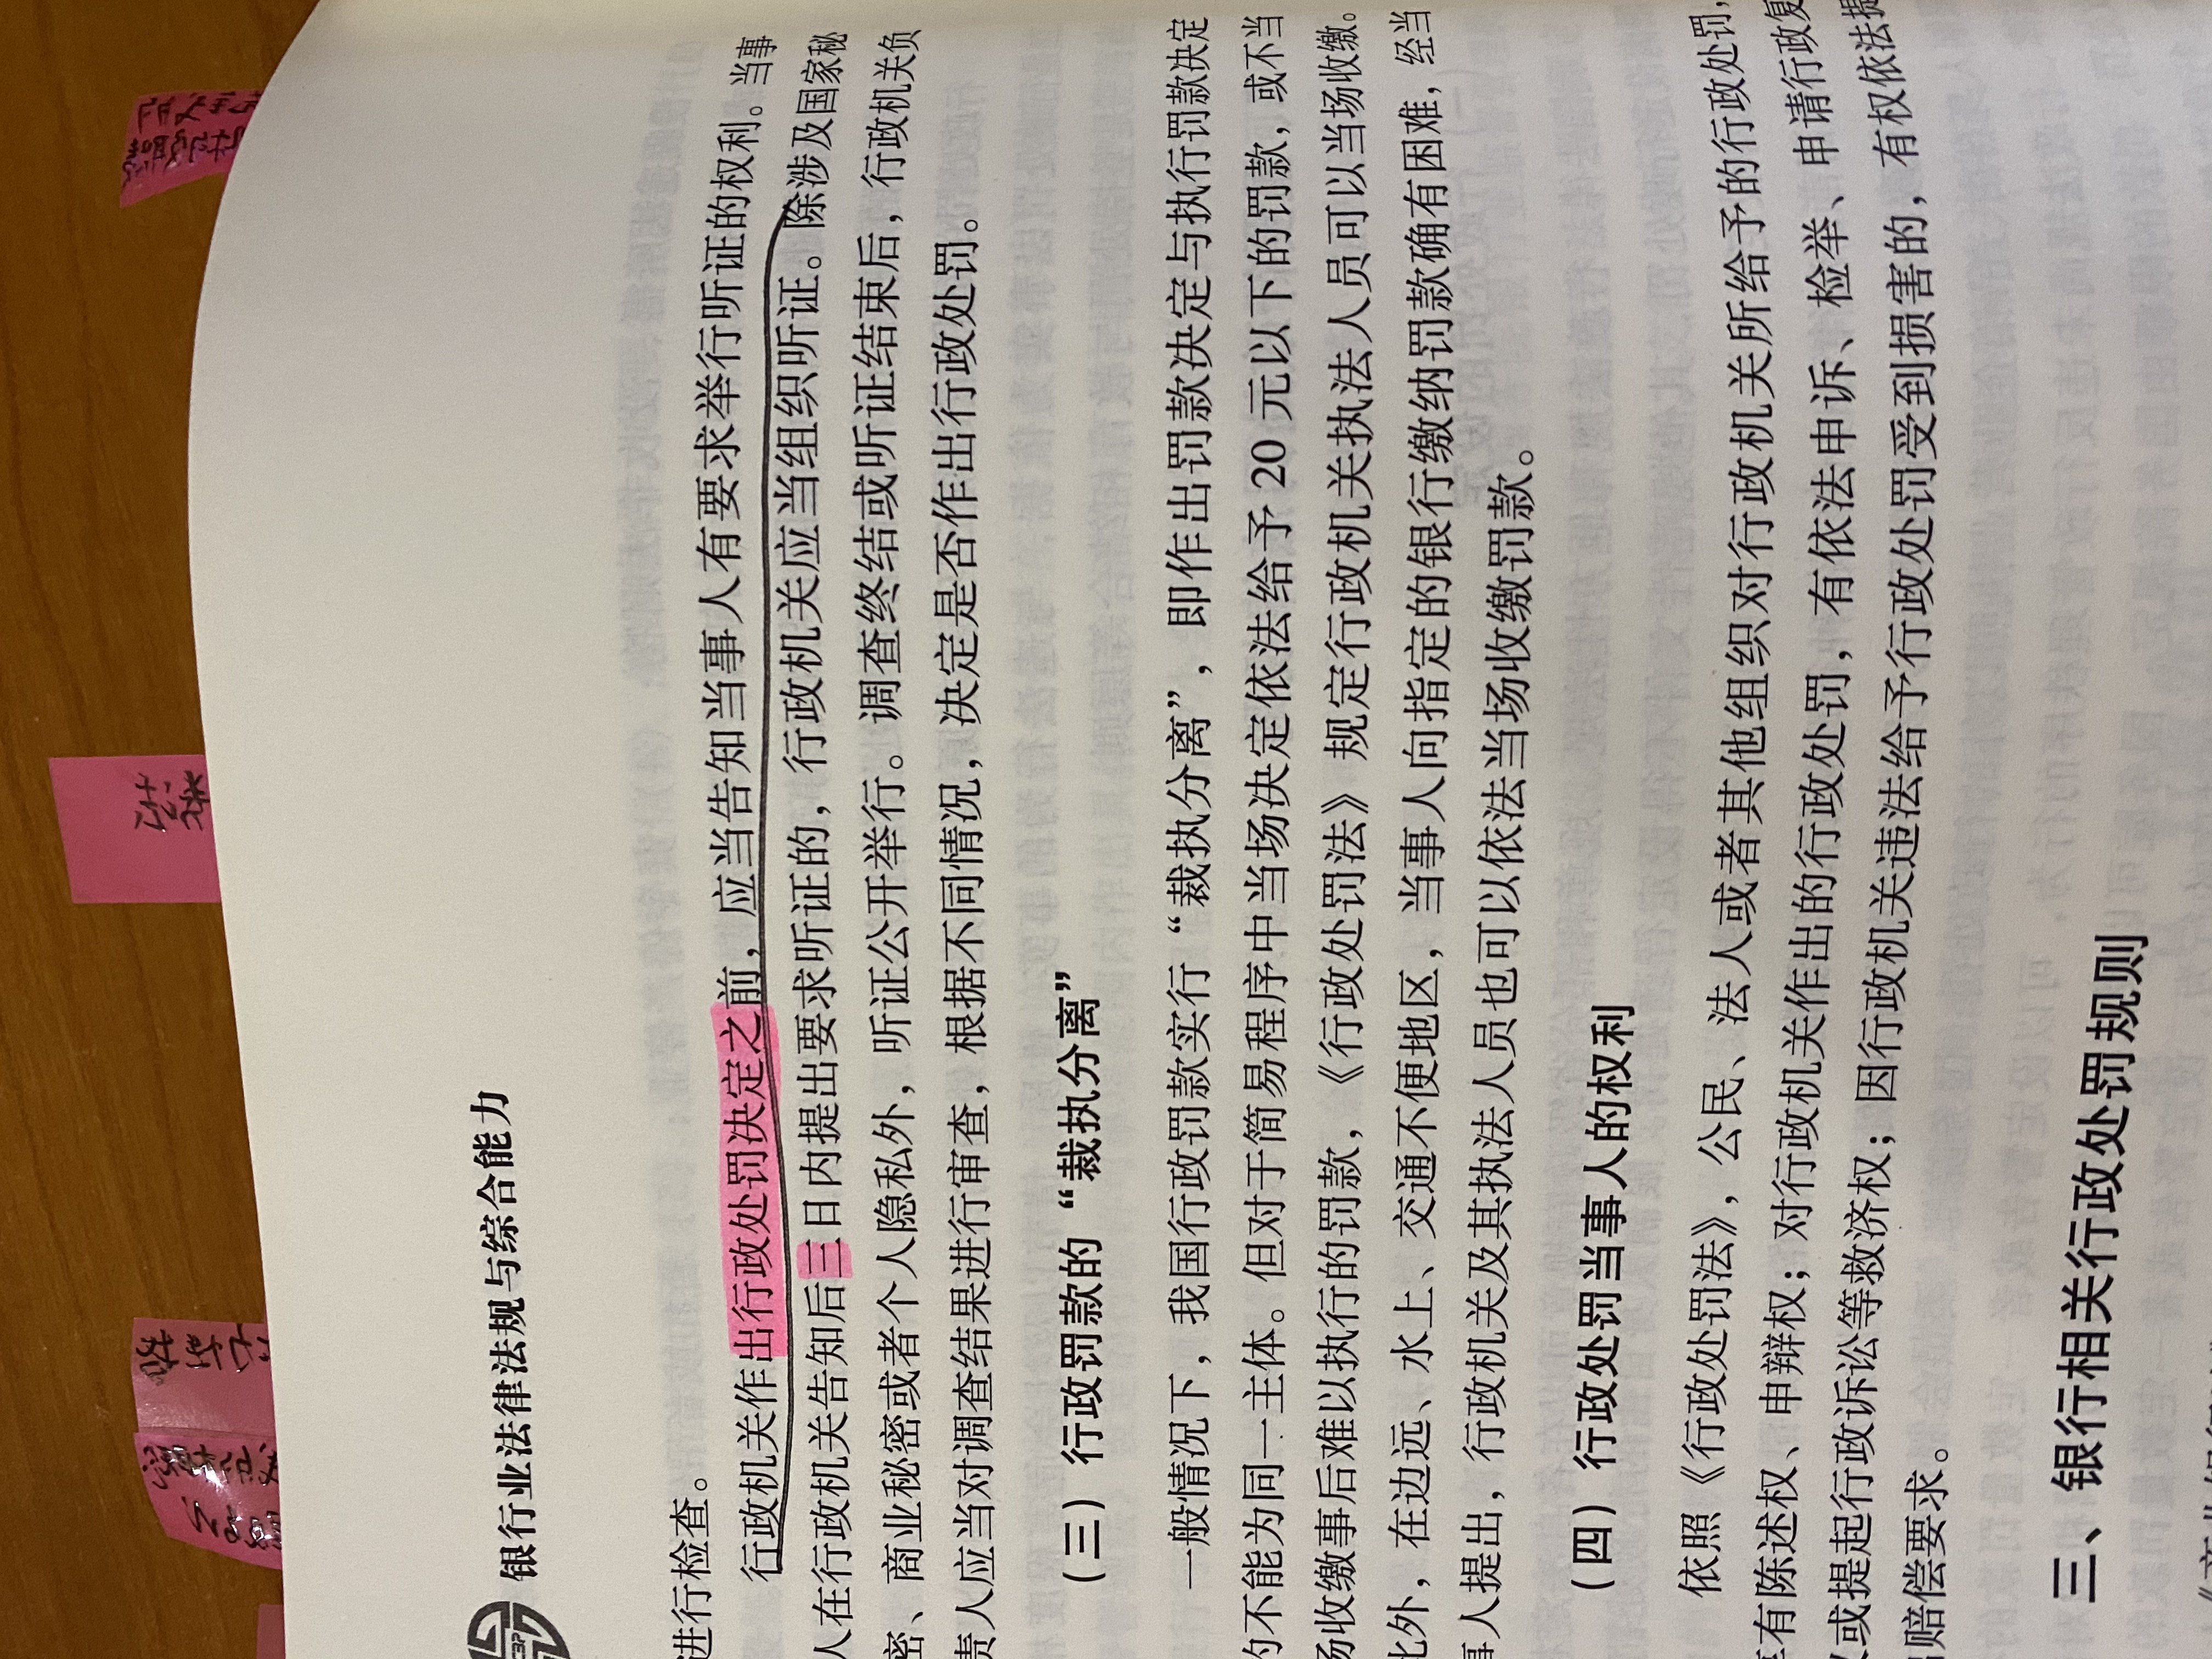 银行业法律法规与综合能力
进行检查。
行政机关作出行政处罚决定之前，应当告知当事人有要求举行听证的权利。当事
人在行政机关告知后三日内提出要求听证的，行政机关应当组织听证。除涉及国家秘
密、商业秘密或者个人隐私外，听证公开举行。调查终结或听证结束后，行政机关负
责人应当对调查结果进行审查，根据不同情况，决定是否作出行政处罚。
（三）行政罚款的“裁执分离”
一般情况下，我国行政罚款实行“裁执分离”，即作出罚款决定与执行罚款决定
的不能为同一主体。但对于简易程序中当场决定依法给予 20 元以下的罚款，或不当
场收缴事后难以执行的罚款，《行政处罚法》规定行政机关执法人员可以当场收缴。
此外，在边远、水上、交通不便地区，当事人向指定的银行缴纳罚款确有困难，经当
事人提出，行政机关及其执法人员也可以依法当场收缴罚款。
（四）行政处罚当事人的权利
依照《行政处罚法》，公民、法人或者其他组织对行政机关所给予的行政处罚，
享有陈述权、申辩权；对行政机关作出的行政处罚，有依法申诉、检举、申请行政复
议或提起行政诉讼等救济权；因行政机关违法给予行政处罚受到损害的，有权依法提
出赔偿要求。
三、银行相关行政处罚规则